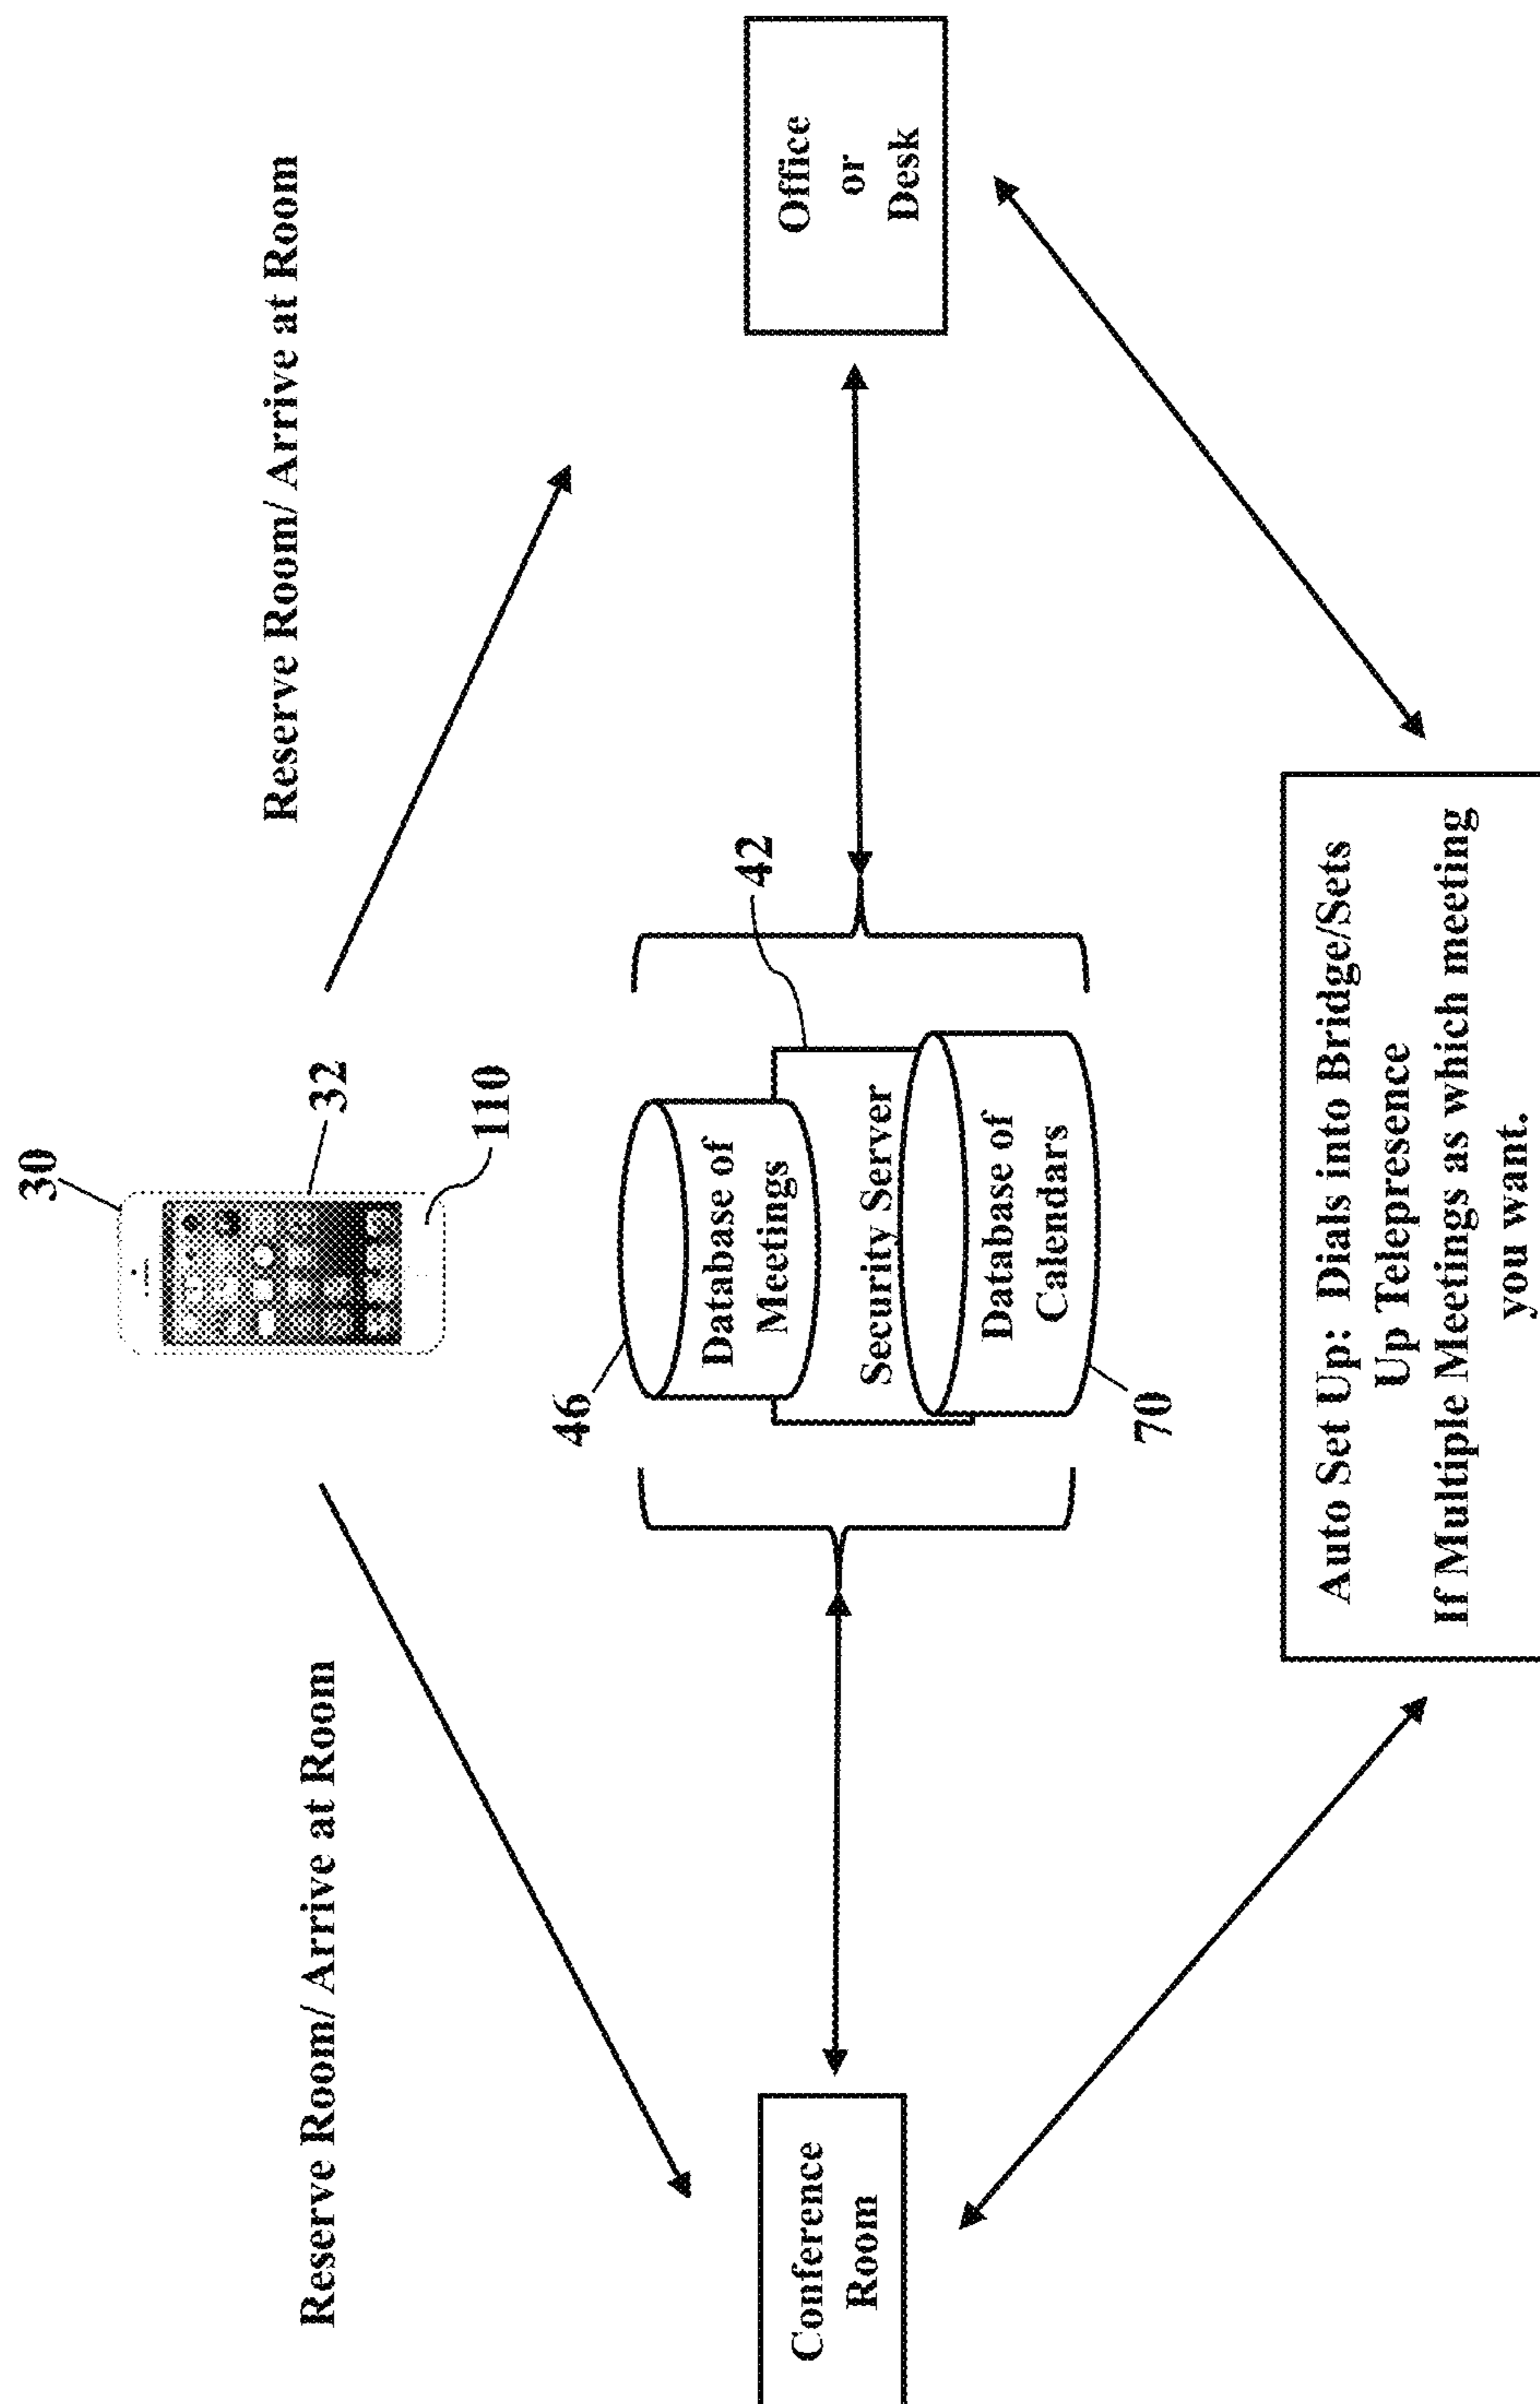 30
32
110
Reserve Room/ Arrive at Room
Reserve Room/ Arrive at Room
46
Database of
Meetings
42
Security Server
Database of
Calendars
70
Conference
Room
Office
or
Desk
Auto Set Up: Dials into Bridge/Sets
Up Telepresence
If Multiple Meetings as which meeting
you want.